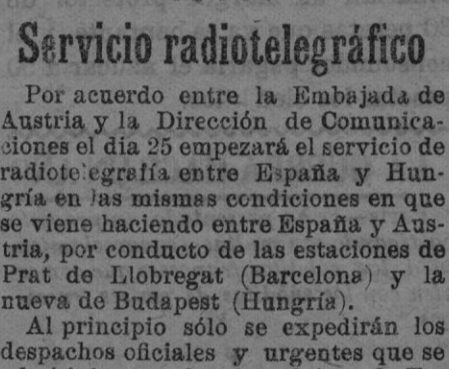 Servicio radiotelegráfico
Por acuerdo entre la Embajada de
Austria y la Dirección de Comunica-
ciones el dia 25 empezará el servicio de
radiotelegrafía entre España y Hun-
gría en las mismas condiciones en que
se viene haciendo entre España y Aus-
tria, por conducto de las estaciones de
Prat de Llobregat (Barcelona) y la
nueva de Budapest (Hungría).
Al principio sólo se expedirán los
despachos oficiales y urgentes que se